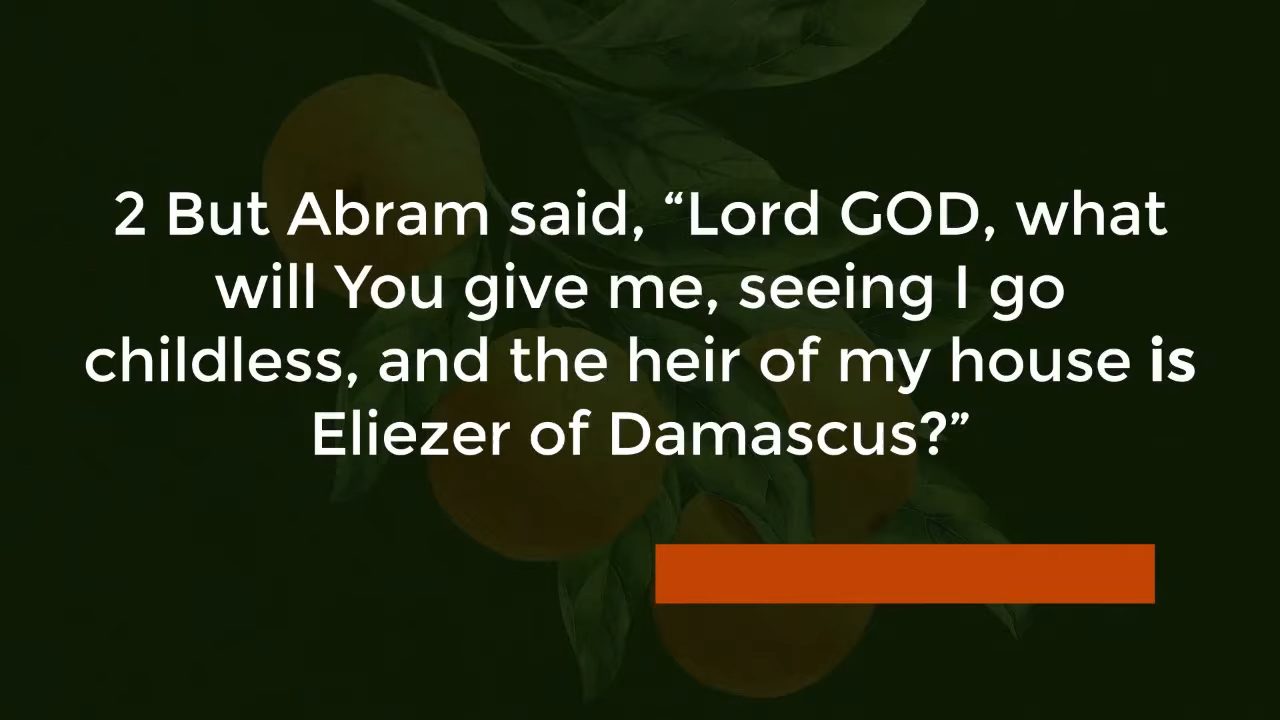 2 But Abram said, “Lord GOD, what
will You give me, seeing I go
childless, and the heir of my house is
Eliezer of Damascus?”